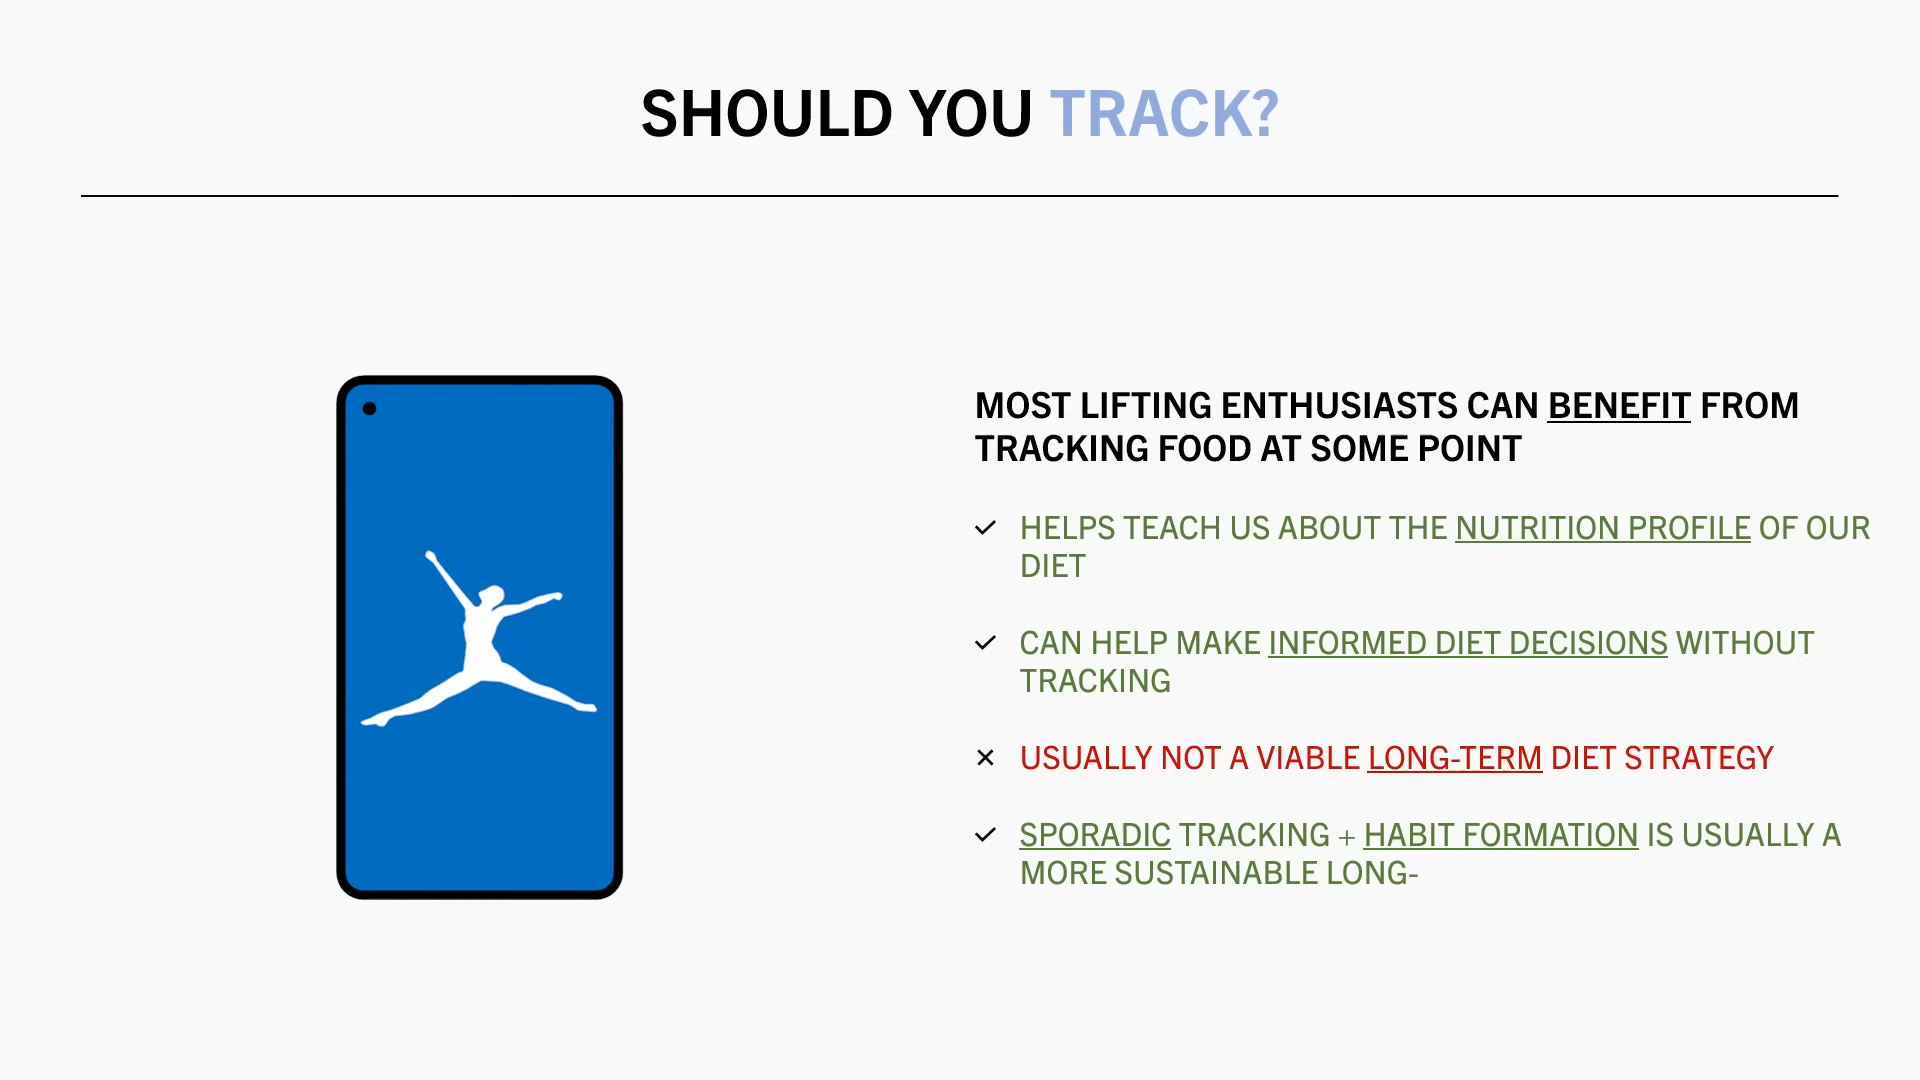 SHOULD YOU TRACK?
MOST LIFTING ENTHUSIASTS CAN BENEFIT FROM
TRACKING FOOD AT SOME POINT
✓ HELPS TEACH US ABOUT THE NUTRITION PROFILE OF OUR
DIET
✓ CAN HELP MAKE INFORMED DIET DECISIONS WITHOUT
TRACKING
✕ USUALLY NOT A VIABLE LONG-TERM DIET STRATEGY
✓ SPORADIC TRACKING + HABIT FORMATION IS USUALLY A
MORE SUSTAINABLE LONG-